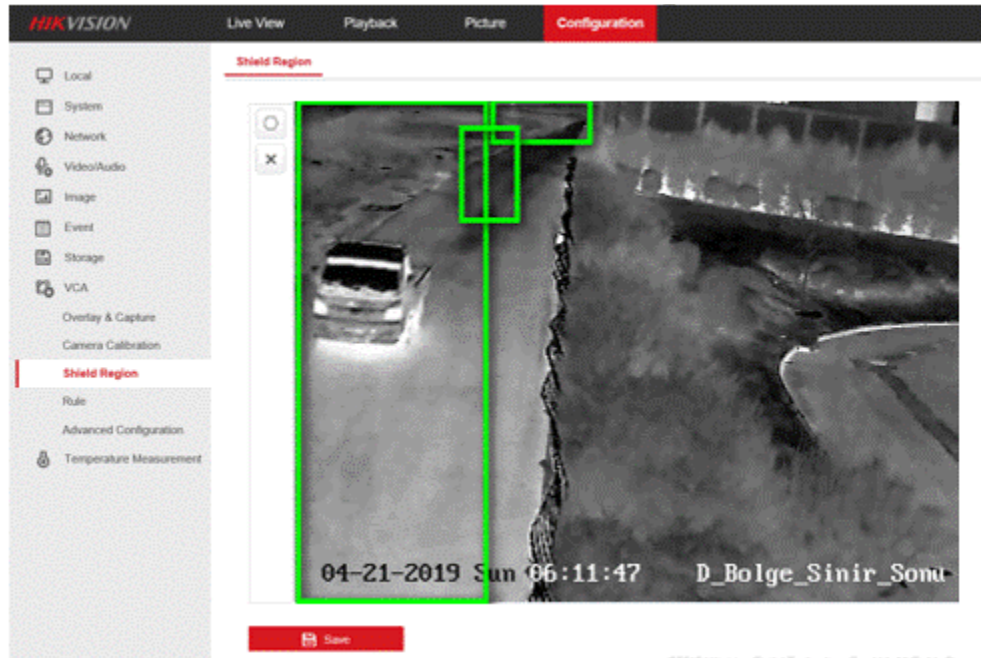 HIKVISION
Live View
Playback
Picture
Configuration
Local
System
Network
Video/Audio
Image
Event
Storage
VCA
Overlay & Capture
Camera Calibration
Shield Region
Rule
Advanced Configuration
Temperature Measurement
Shield Region
04-21-2019 Sun 06:11:47
D_Bolge_Sinir_Sonu
Save